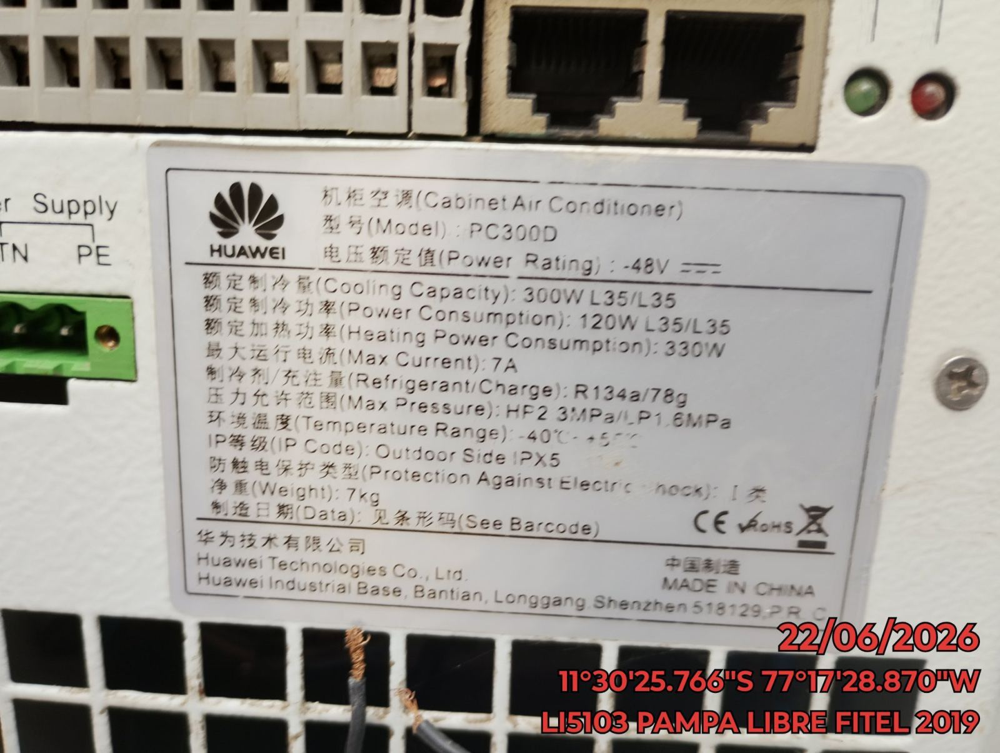 Supply
TN PE
HUAWEI
机柜空调(Cabinet Air Conditioner)
型号(Model) : PC300D
电压额定值(Power Rating) : -48V
额定制冷量(Cooling Capacity): 300W L35/L35
额定制冷功率(Power Consumption): 120W L35/L35
额定加热功率(Heating Power Consumption): 330W
最大运行电流(Max Current): 7A
制冷剂/充注量(Refrigerant/Charge): R134a/78g
压力允许范围(Max Pressure): HP2.3MPa/LP1.6MPa
环境温度(Temperature Range): -40℃-
IP等级(IP Code): Outdoor Side IPX5
防触电保护类型(Protection Against Electric Shock): I 类
净重(Weight): 7kg
制造日期(Data): 见条形码(See Barcode)
CE RoHS
华为技术有限公司
Huawei Technologies Co., Ltd.
Huawei Industrial Base, Bantian, Longgang Shenzhen 518129,P.R.C
中国制造
MADE IN CHINA
22/06/2026
11°30'25.766"S 77°17'28.870"W
LI5103 PAMPA LIBRE FITEL 2019